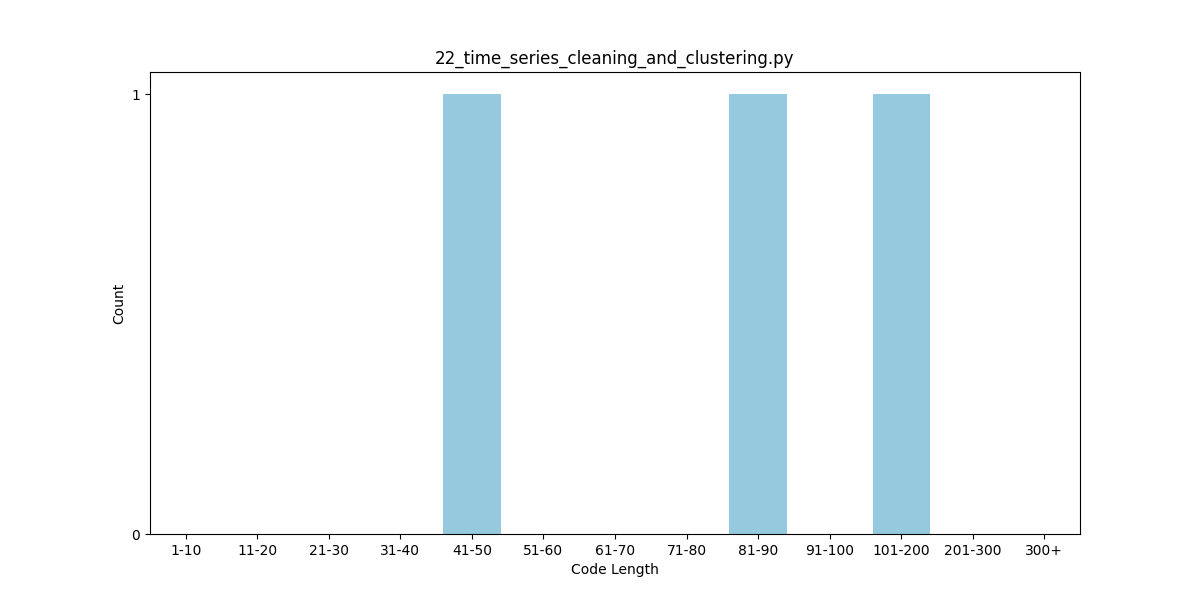 22_time_series_cleaning_and_clustering.py
Count
1
0
1-10 11-20 21-30 31-40 41-50 51-60 61-70 71-80 81-90 91-100 101-200 201-300 300+
Code Length